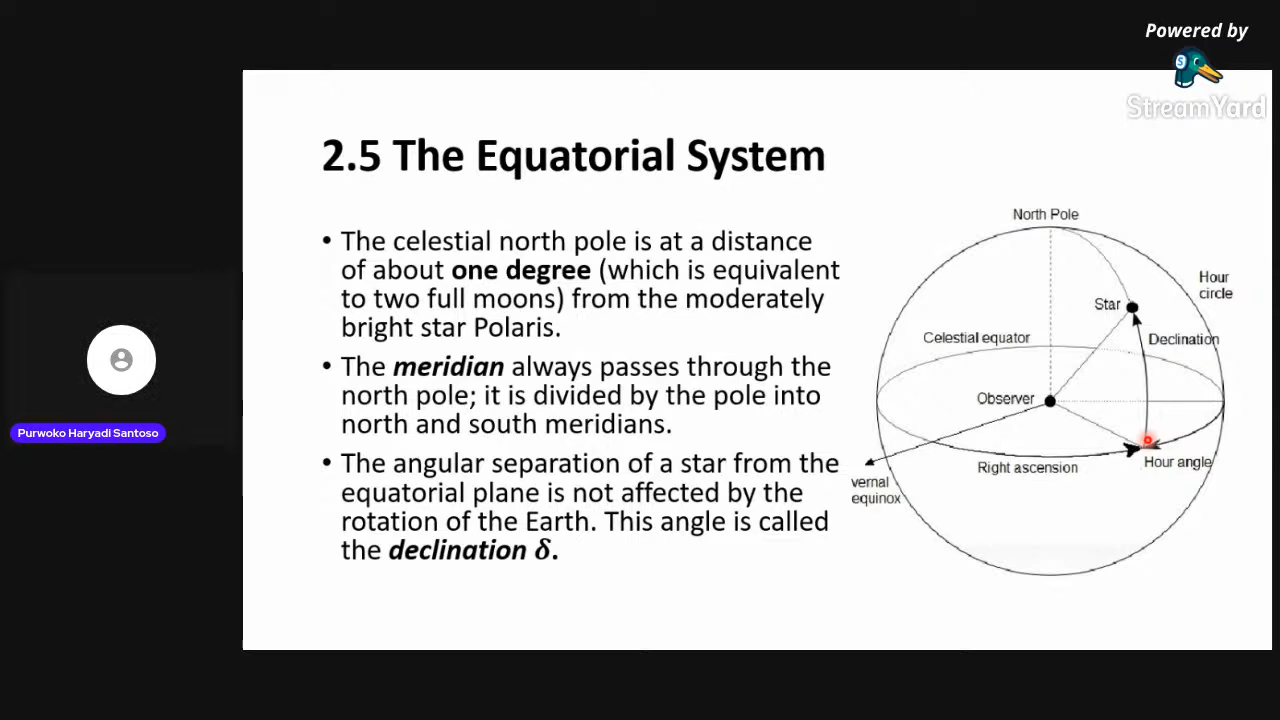 Powered by
StreamYard
2.5 The Equatorial System
• The celestial north pole is at a distance
of about one degree (which is equivalent
to two full moons) from the moderately
bright star Polaris.
• The meridian always passes through the
north pole; it is divided by the pole into
north and south meridians.
• The angular separation of a star from the
equatorial plane is not affected by the
rotation of the Earth. This angle is called
the declination δ.
North Pole
Hour
circle
Star
Declination
Celestial equator
Observer
Hour angle
Right ascension
vernal
equinox
Purwoko Haryadi Santoso